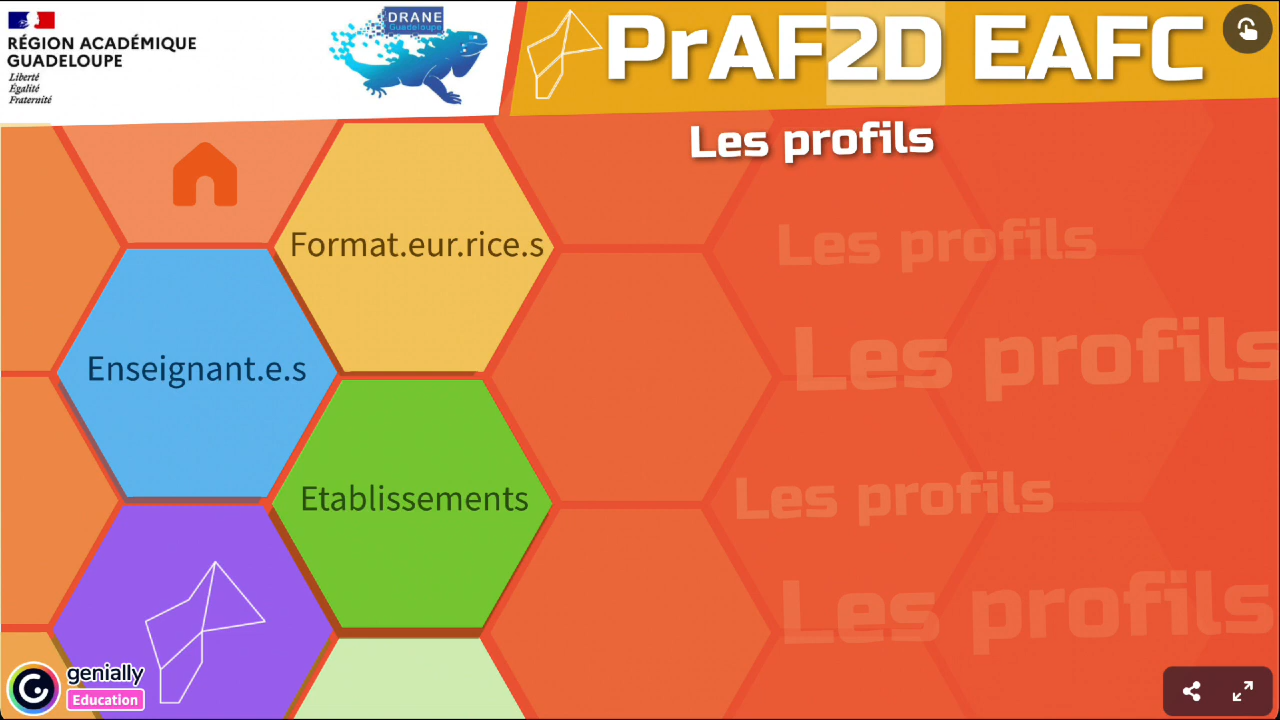 RÉGION ACADÉMIQUE
GUADELOUPE
Liberté
Égalité
Fraternité
DRANE
Guadeloupe
PrAF2D EAFC
Les profils
Format.eur.rice.s
Enseignant.e.s
Etablissements
Les profils
Les profils
Les profils
Les profils
genially
Education